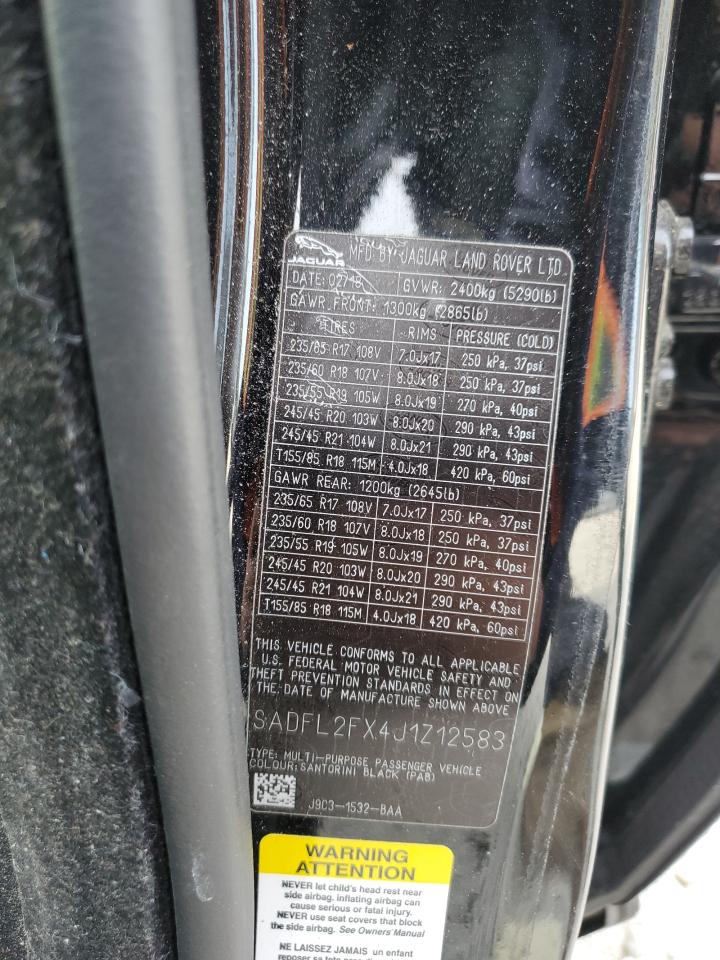 JAGUAR MFD BY JAGUAR LAND ROVER LTD
DATE: 02/18 GVWR: 2400kg (5290lb)
GAWR FRONT: 1300kg (2865lb)
TIRES RIMS PRESSURE (COLD)
235/65 R17 108V 7.0Jx17 250 kPa, 37psi
235/60 R18 107V 8.0Jx18 250 kPa, 37psi
235/55 R19 105W 8.0Jx19 270 kPa, 40psi
245/45 R20 103W 8.0Jx20 290 kPa, 43psi
245/45 R21 104W 8.0Jx21 290 kPa, 43psi
T155/85 R18 115M 4.0Jx18 420 kPa, 60psi
GAWR REAR: 1200kg (2645lb)
235/65 R17 108V 7.0Jx17 250 kPa, 37psi
235/60 R18 107V 8.0Jx18 250 kPa, 37psi
235/55 R19 105W 8.0Jx19 270 kPa, 40psi
245/45 R20 103W 8.0Jx20 290 kPa, 43psi
245/45 R21 104W 8.0Jx21 290 kPa, 43psi
T155/85 R18 115M 4.0Jx18 420 kPa, 60psi
THIS VEHICLE CONFORMS TO ALL APPLICABLE
U.S. FEDERAL MOTOR VEHICLE SAFETY AND
THEFT PREVENTION STANDARDS IN EFFECT ON
THE DATE OF MANUFACTURE SHOWN ABOVE
SADFL2FX4J1Z12583
TYPE: MULTI-PURPOSE PASSENGER VEHICLE
COLOUR: SANTORINI BLACK (PAB)
J9C3-1532-BAA
WARNING
ATTENTION
NEVER let child's head rest near
side airbag. inflating airbag can
cause serious or fatal injury.
NEVER use seat covers that block
the side airbag. See Owners' Manual
NE LAISSEZ JAMAIS un enfant
reposer sa tete